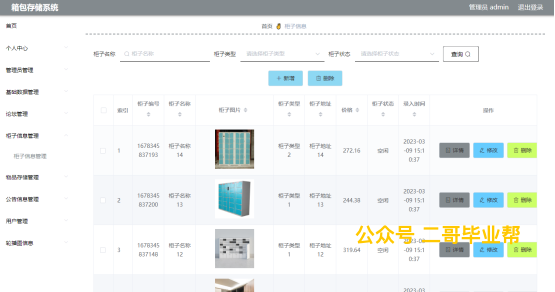 箱包存储系统
管理员 admin 退出登录
首页
个人中心
管理员管理
基础数据管理
论坛管理
柜子信息管理
柜子信息管理
物品存储管理
公告信息管理
用户管理
轮播图信息
首页 柜子信息
柜子名称 柜子名称 柜子类型 请选择柜子类型 柜子状态 请选择柜子状态 查询
+ 新增 删除
索引 柜子编号 柜子名称 柜子图片 柜子类型 柜子地址 价格 柜子状态 录入时间 操作
1 1678345837193 柜子名称14 柜子类型2 柜子地址14 272.16 空闲 2023-03-09 15:10:37 详情 修改 删除
2 1678345837200 柜子名称13 柜子类型1 柜子地址13 244.38 空闲 2023-03-09 15:10:37 详情 修改 删除
3 1678345837148 柜子名称12 柜子类型1 柜子地址12 319.64 空闲 2023-03-09 15:10:37 详情 修改 删除
公众号 二哥毕业帮